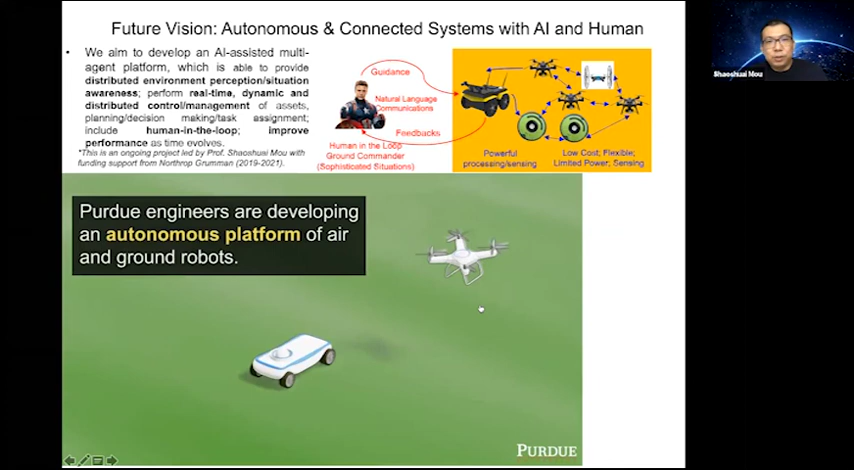 Future Vision: Autonomous & Connected Systems with AI and Human
• We aim to develop an AI-assisted multi-
agent platform, which is able to provide
distributed environment perception/situation
awareness; perform real-time, dynamic and
distributed control/management of assets,
planning/decision making/task assignment;
include human-in-the-loop; improve
performance as time evolves.
*This is an ongoing project led by Prof. Shaoshuai Mou with
funding support from Northrop Grumman (2019-2021).
Guidance
Natural Language
Communications
Feedbacks
Human in the Loop
Ground Commander
(Sophisticated Situations)
Powerful
processing/sensing
Low Cost; Flexible;
Limited Power; Sensing
Shaoshuai Mou
Purdue engineers are developing
an autonomous platform of air
and ground robots.
PURDUE